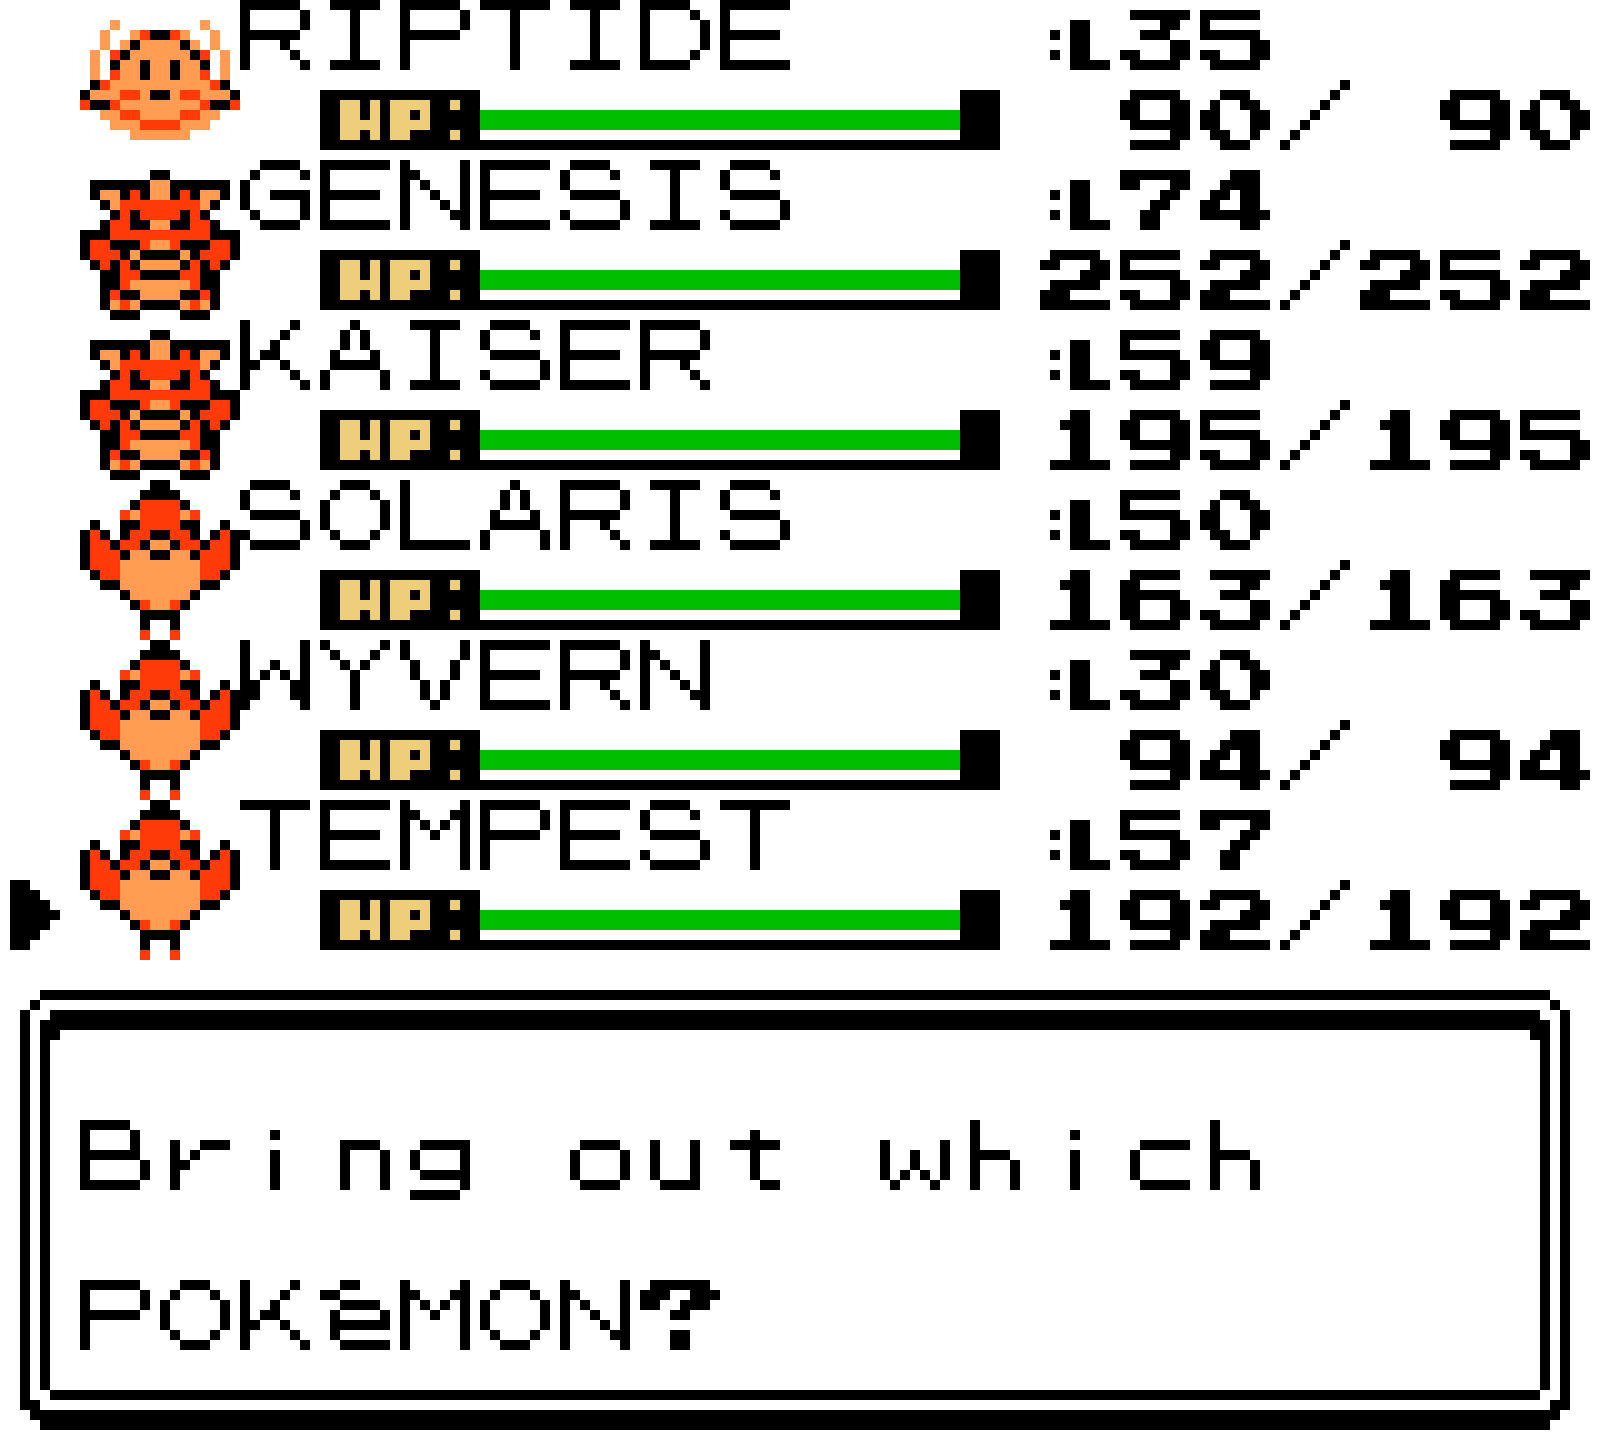 RIPTIDE :L35
HP: 90/ 90
GENESIS :L74
HP: 252/252
KAISER :L59
HP: 195/195
SOLARIS :L50
HP: 163/163
WYVERN :L30
HP: 94/ 94
TEMPEST :L57
HP: 192/192
Bring out which
POKéMON?